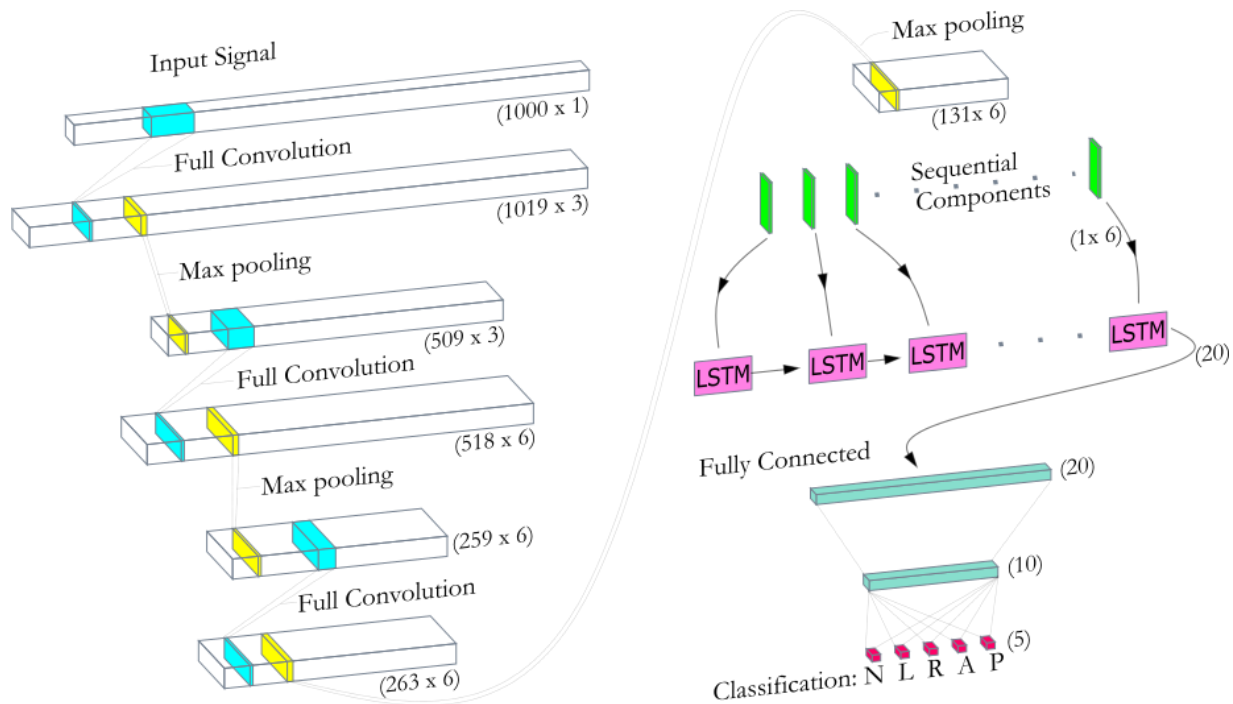 Input Signal
(1000 x 1)
Full Convolution
(1019 x 3)
Max pooling
(509 x 3)
Full Convolution
(518 x 6)
Max pooling
(259 x 6)
Full Convolution
(263 x 6)
Max pooling
(131x 6)
Sequential
Components
(1x 6)
LSTM
LSTM
LSTM
LSTM
(20)
Fully Connected
(20)
(10)
(5)
Classification: N L R A P